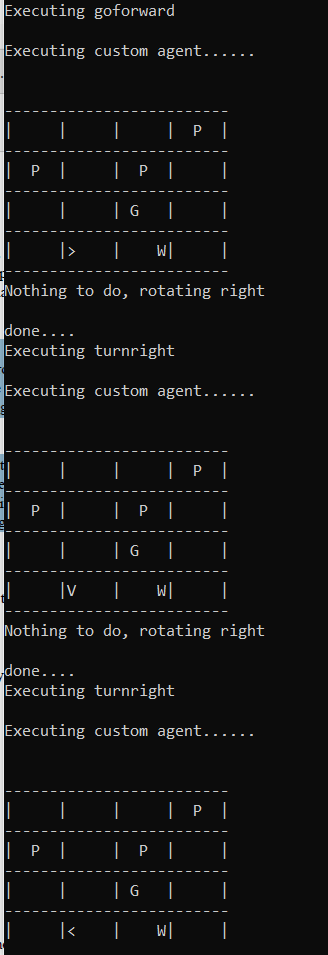 Executing goforward
Executing custom agent......
-------------------------
|     |     |     |  P  |
-------------------------
|  P  |     |  P  |     |
-------------------------
|     |     | G   |     |
-------------------------
|     |>    |    W|     |
-------------------------
Nothing to do, rotating right
done....
Executing turnright
Executing custom agent......
-------------------------
|     |     |     |  P  |
-------------------------
|  P  |     |  P  |     |
-------------------------
|     |     | G   |     |
-------------------------
|     |V    |    W|     |
-------------------------
Nothing to do, rotating right
done....
Executing turnright
Executing custom agent......
-------------------------
|     |     |     |  P  |
-------------------------
|  P  |     |  P  |     |
-------------------------
|     |     | G   |     |
-------------------------
|     |<    |    W|     |